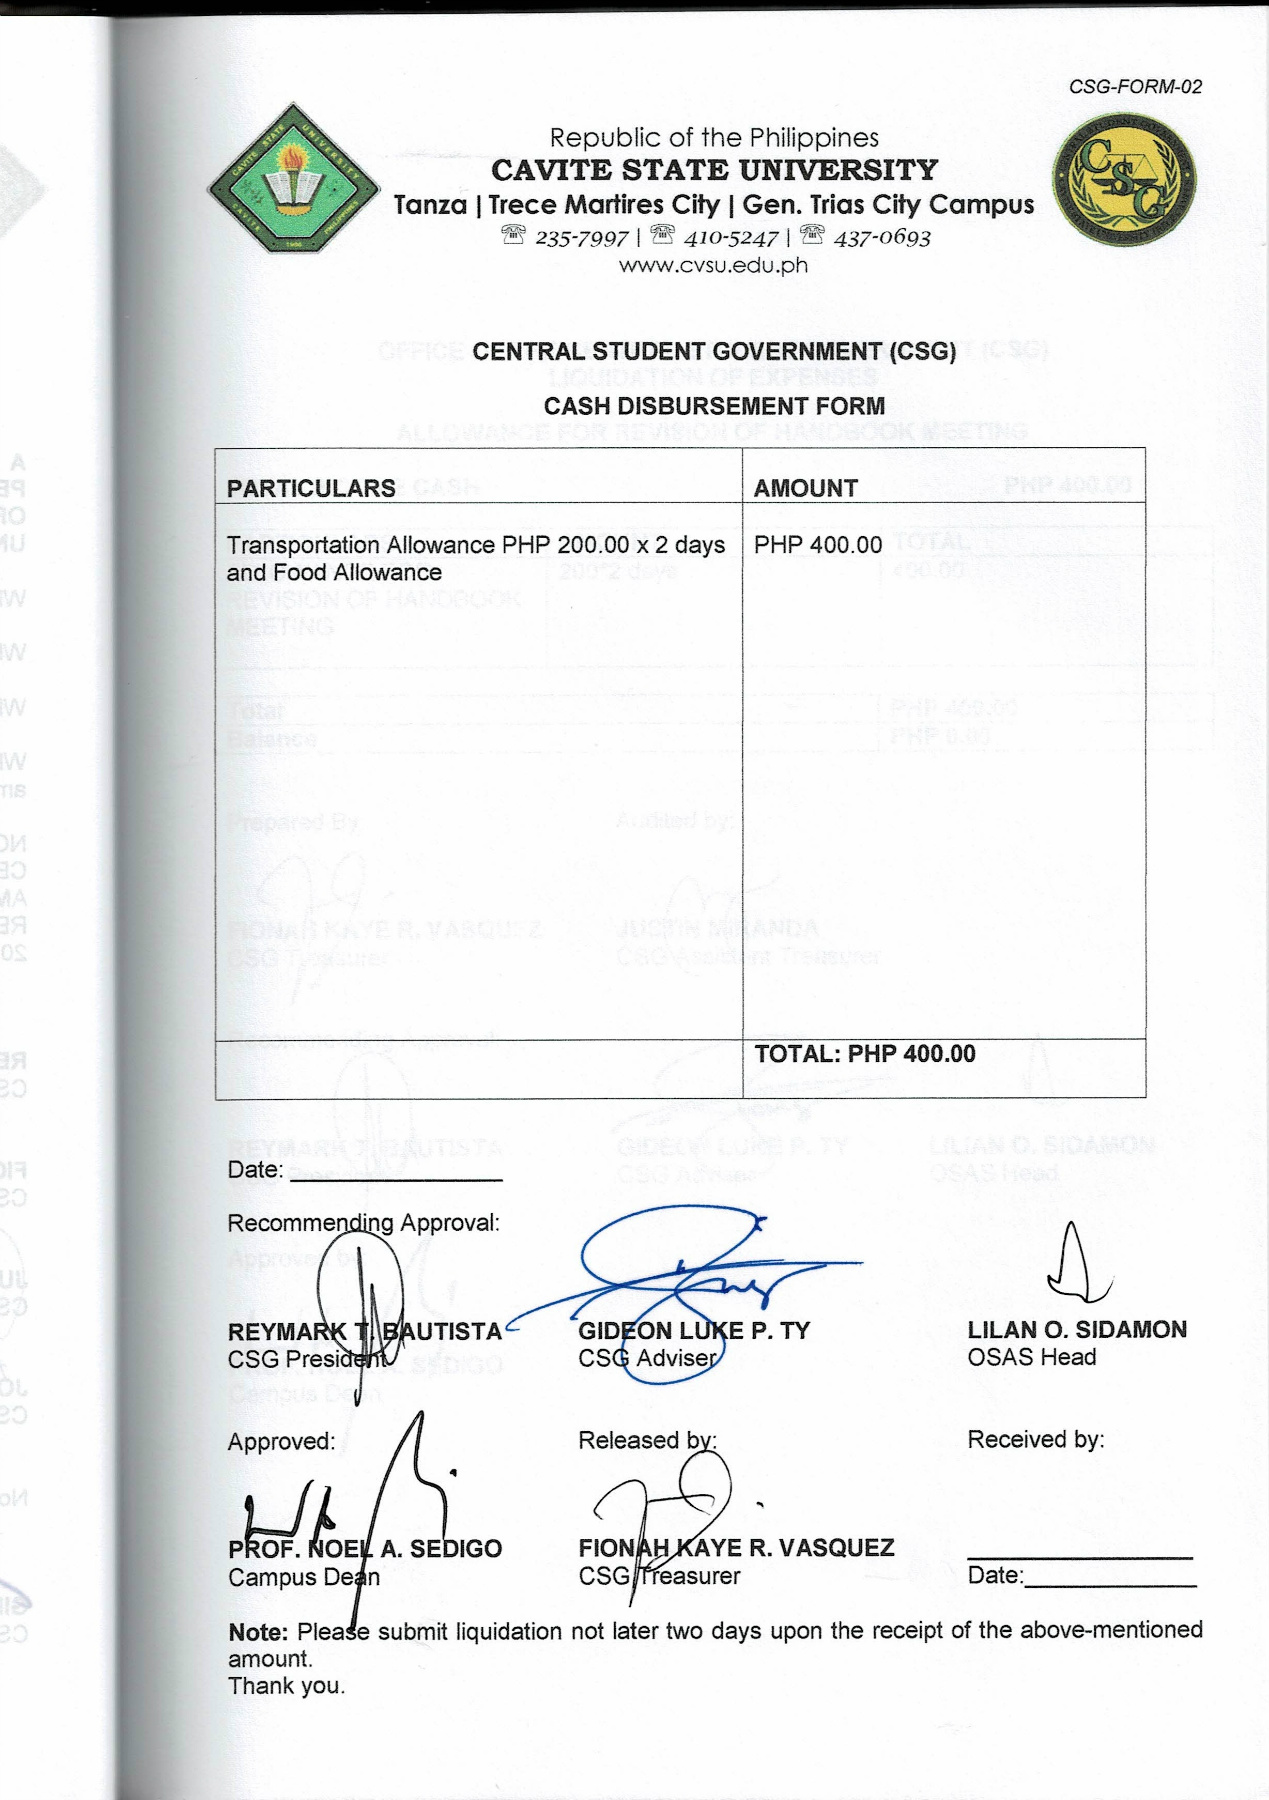 CSG-FORM-02
Republic of the Philippines
CAVITE STATE UNIVERSITY
Tanza | Trece Martires City | Gen. Trias City Campus
☎ 235-7997 | ☎ 410-5247 | ☎ 437-0693
www.cvsu.edu.ph
CSG
CENTRAL STUDENT GOVERNMENT (CSG)
CASH DISBURSEMENT FORM
PARTICULARS AMOUNT
Transportation Allowance PHP 200.00 x 2 days PHP 400.00
and Food Allowance
TOTAL: PHP 400.00
Date:
Recommending Approval:
REYMARK T. BAUTISTA GIDEON LUKE P. TY LILAN O. SIDAMON
CSG President CSG Adviser OSAS Head
Approved: Released by: Received by:
PROF. NOEL A. SEDIGO FIONAH KAYE R. VASQUEZ
CSG Treasurer
Campus Dean Date:
Note: Please submit liquidation not later two days upon the receipt of the above-mentioned
amount.
Thank you.